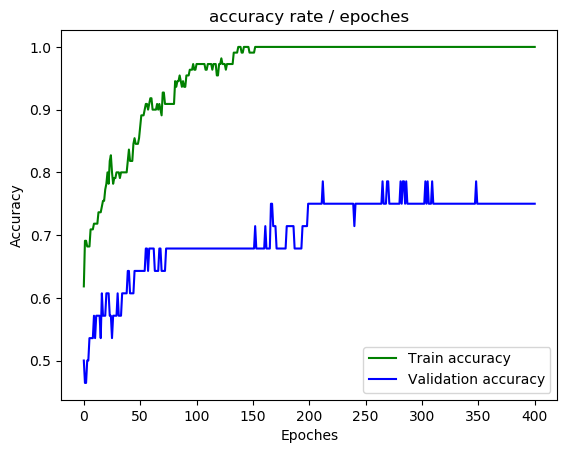 accuracy rate / epoches
1.0
0.9
0.8
0.7
0.6
0.5
Accuracy
Train accuracy
Validation accuracy
0 50 100 150 200 250 300 350 400
Epoches